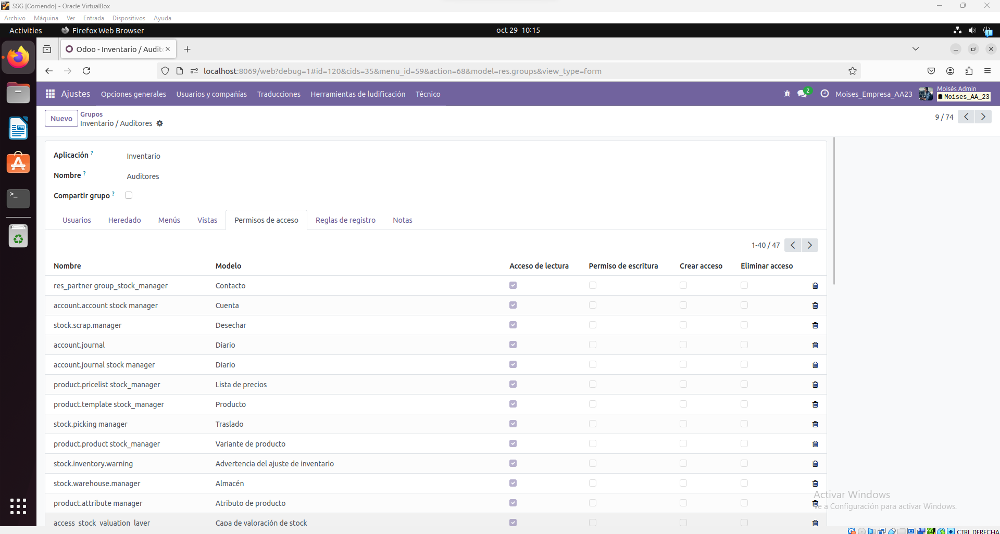 SSG [Corriendo] - Oracle VirtualBox
Archivo Máquina Ver Entrada Dispositivos Ayuda
Activities Firefox Web Browser oct 29 10:15
Odoo - Inventario / Audit
localhost:8069/web?debug=1#id=120&cids=35&menu_id=59&action=68&model=res.groups&view_type=form
Ajustes Opciones generales Usuarios y compañías Traducciones Herramientas de ludificación Técnico 2 Moises_Empresa_AA23 Moisés Admin
Moises_AA_23
Nuevo Grupos
Inventario / Auditores 9 / 74
Aplicación ? Inventario
Nombre ? Auditores
Compartir grupo ?
Usuarios Heredado Menús Vistas Permisos de acceso Reglas de registro Notas
1-40 / 47
Nombre Modelo Acceso de lectura Permiso de escritura Crear acceso Eliminar acceso
res_partner group_stock_manager Contacto
account.account stock manager Cuenta
stock.scrap.manager Desechar
account.journal Diario
account.journal stock manager Diario
product.pricelist stock_manager Lista de precios
product.template stock_manager Producto
stock.picking manager Traslado
product.product stock_manager Variante de producto
stock.inventory.warning Advertencia del ajuste de inventario
stock.warehouse.manager Almacén
product.attribute manager Atributo de producto
access_stock_valuation_layer Capa de valoración de stock
Activar Windows
Ve a Configuración para activar Windows.
CTRL DERECHA